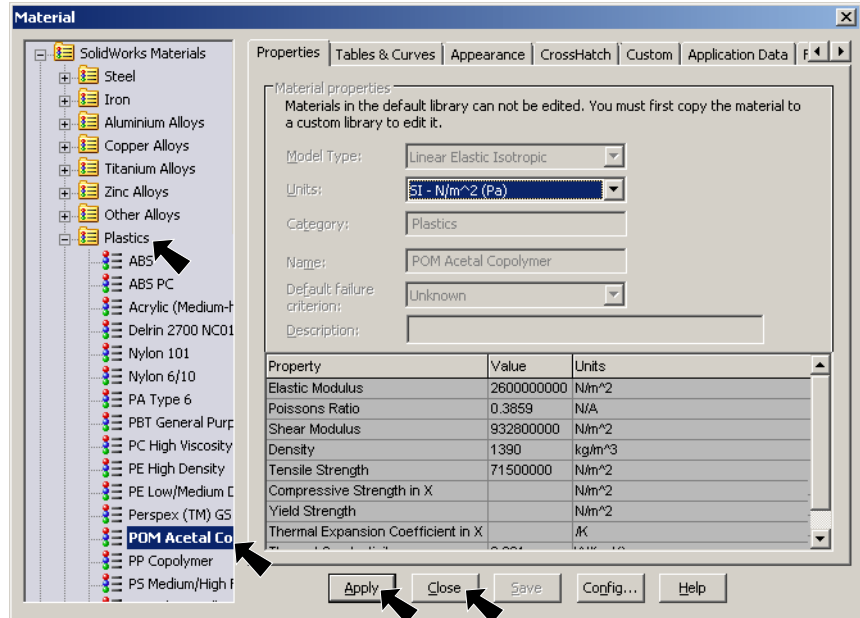 Material
SolidWorks Materials
Steel
Iron
Aluminium Alloys
Copper Alloys
Titanium Alloys
Zinc Alloys
Other Alloys
Plastics
ABS
ABS PC
Acrylic (Medium-h
Delrin 2700 NC01
Nylon 101
Nylon 6/10
PA Type 6
PBT General Purp
PC High Viscosity
PE High Density
PE Low/Medium D
Perspex (TM) GS
POM Acetal Co
PP Copolymer
PS Medium/High F
Properties Tables & Curves Appearance CrossHatch Custom Application Data
Material properties
Materials in the default library can not be edited. You must first copy the material to
a custom library to edit it.
Model Type: Linear Elastic Isotropic
Units: SI - N/m^2 (Pa)
Category: Plastics
Name: POM Acetal Copolymer
Default failure
criterion: Unknown
Description:
Property Value Units
Elastic Modulus 2600000000 N/m^2
Poissons Ratio 0.3859 N/A
Shear Modulus 932800000 N/m^2
Density 1390 kg/m^3
Tensile Strength 71500000 N/m^2
Compressive Strength in X N/m^2
Yield Strength N/m^2
Thermal Expansion Coefficient in X /K
Apply Close Save Config... Help